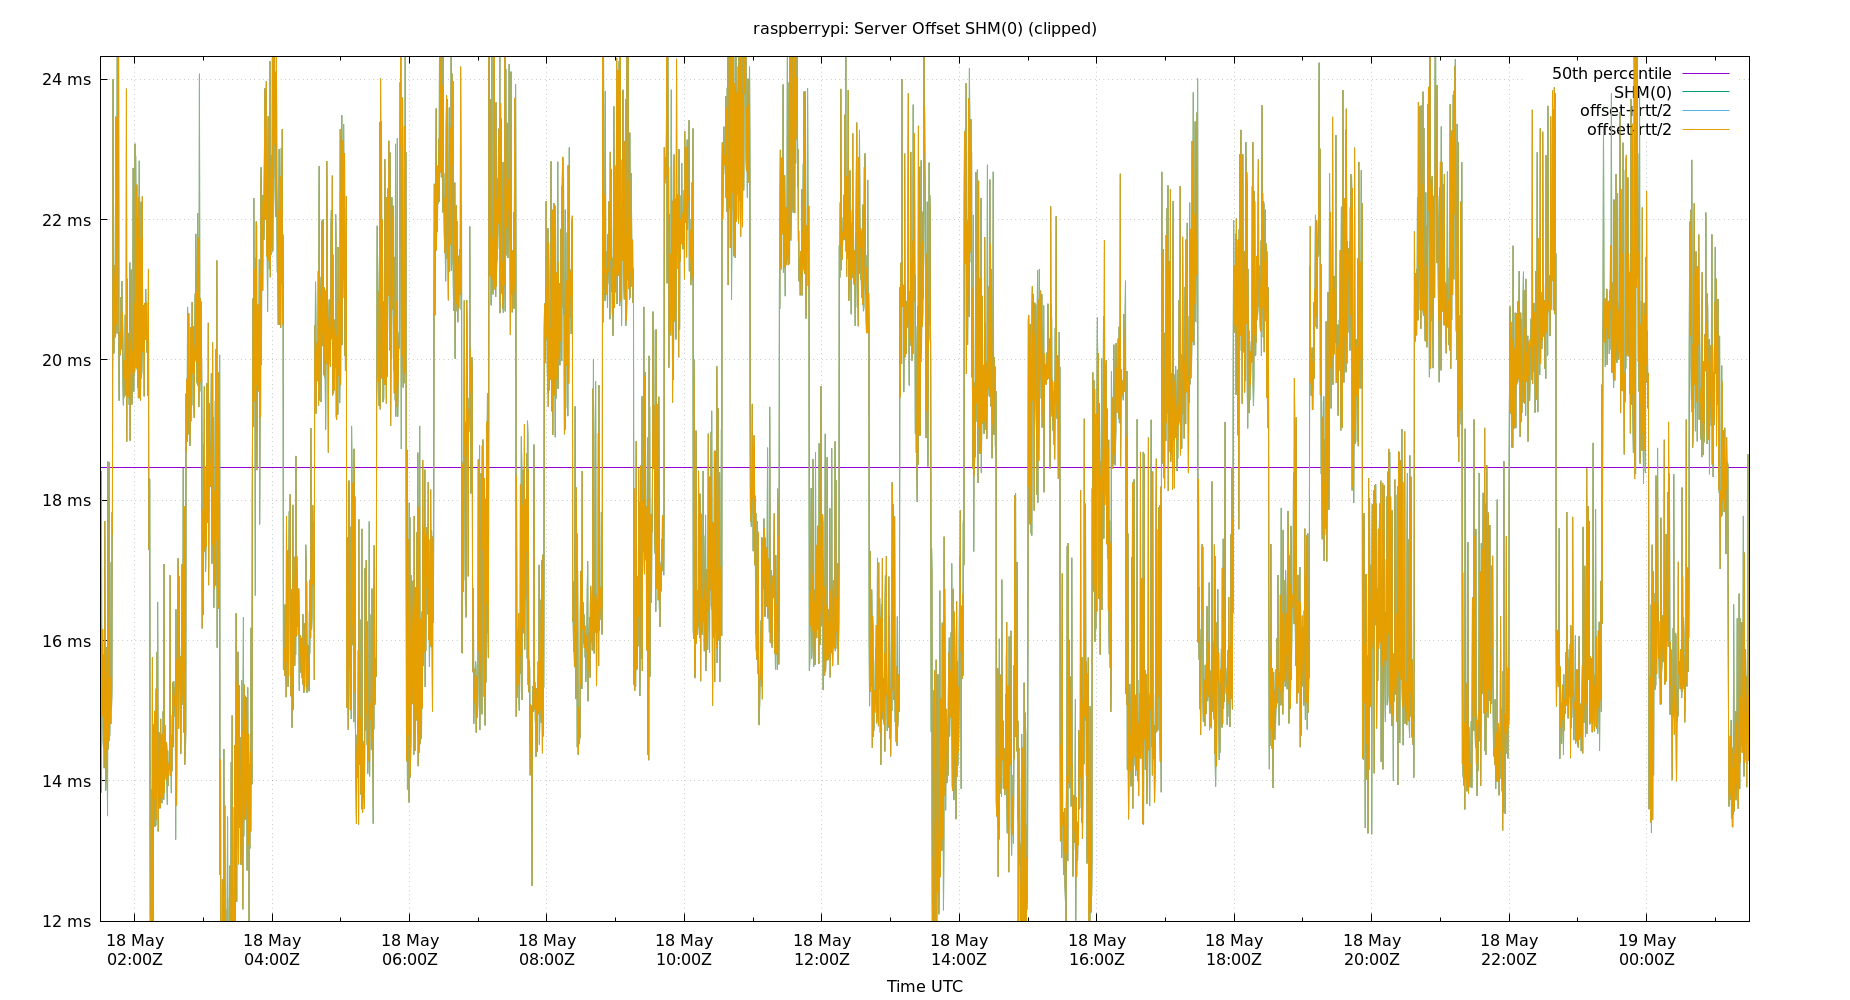 raspberrypi: Server Offset SHM(0) (clipped)
50th percentile
SHM(0)
offset+rtt/2
offset-rtt/2
24 ms
22 ms
20 ms
18 ms
16 ms
14 ms
12 ms
18 May 02:00Z
18 May 04:00Z
18 May 06:00Z
18 May 08:00Z
18 May 10:00Z
18 May 12:00Z
18 May 14:00Z
18 May 16:00Z
18 May 18:00Z
18 May 20:00Z
18 May 22:00Z
19 May 00:00Z
Time UTC